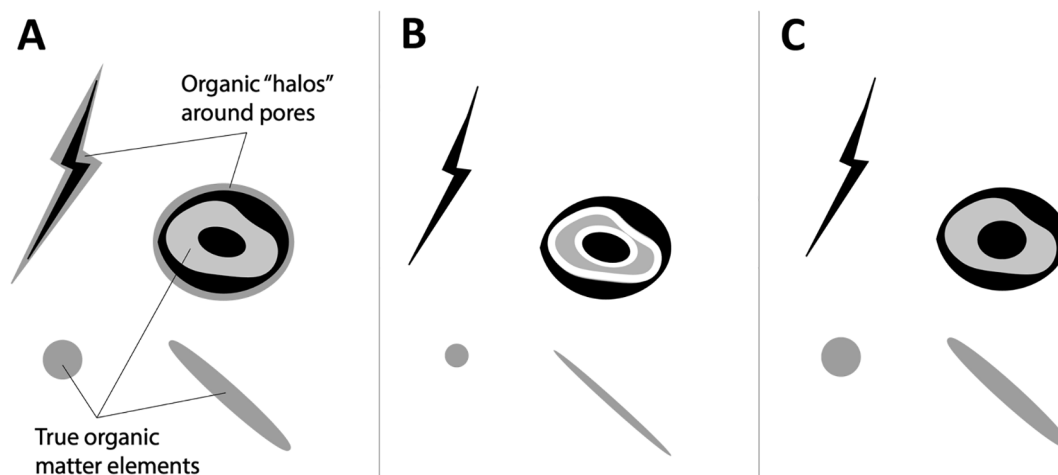 A
B
C
Organic “halos”
around pores
True organic
matter elements